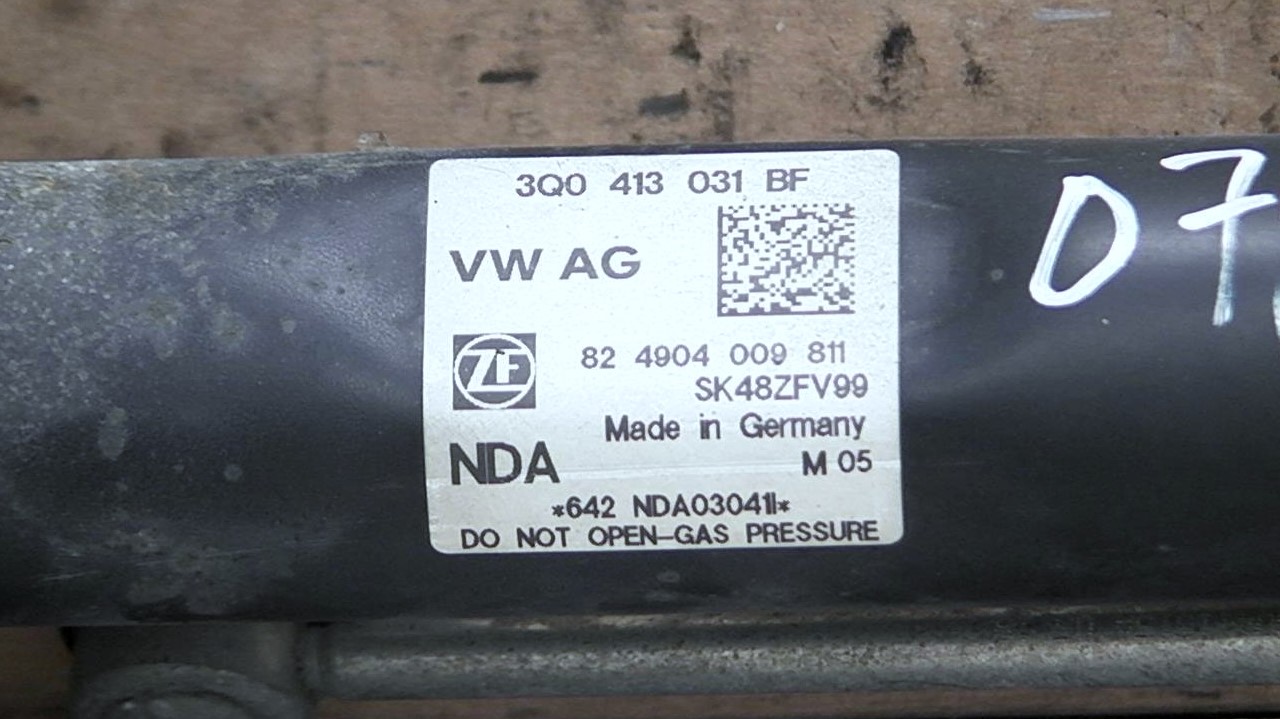 3Q0 413 031 BF
VW AG
ZF
82 4904 009 811
SK48ZFV99
Made in Germany
NDA
M 05
*642 NDA03041I*
DO NOT OPEN-GAS PRESSURE
07